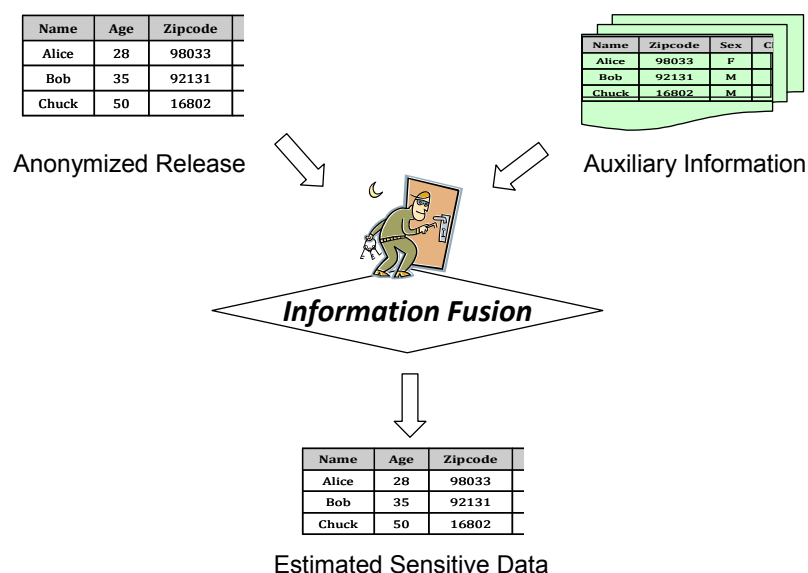 Name Age Zipcode
Alice 28 98033
Bob 35 92131
Chuck 50 16802
Anonymized Release
Name Zipcode Sex C
Alice 98033 F
Bob 92131 M
Chuck 16802 M
Auxiliary Information
Information Fusion
Name Age Zipcode
Alice 28 98033
Bob 35 92131
Chuck 50 16802
Estimated Sensitive Data